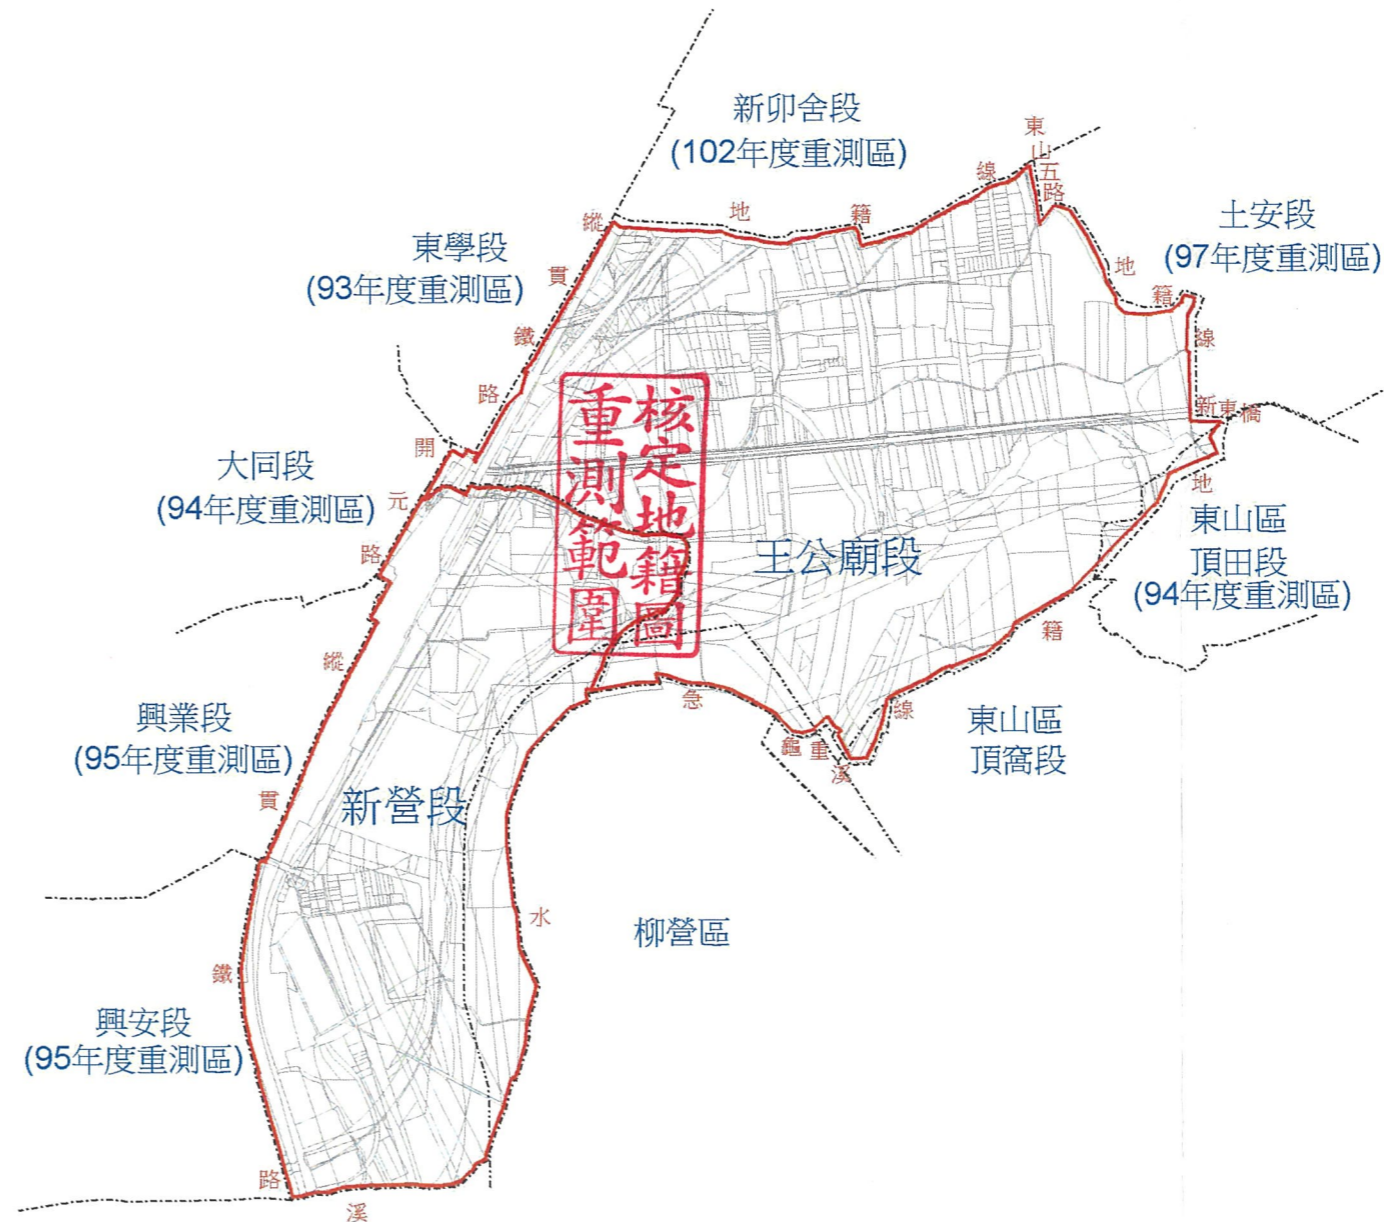 新卯舍段
(102年度重測區)
東山五路
土安段
(97年度重測區)
東學段
(93年度重測區)
縱貫鐵路
地籍線
地籍線
新東橋
開元路
大同段
(94年度重測區)
核定地籍圖
重測範圍
王公廟段
東山區
頂田段
(94年度重測區)
地籍線
東山區
頂窩段
急水溪
龜重溪
興業段
(95年度重測區)
縱貫鐵路
新營段
柳營區
興安段
(95年度重測區)